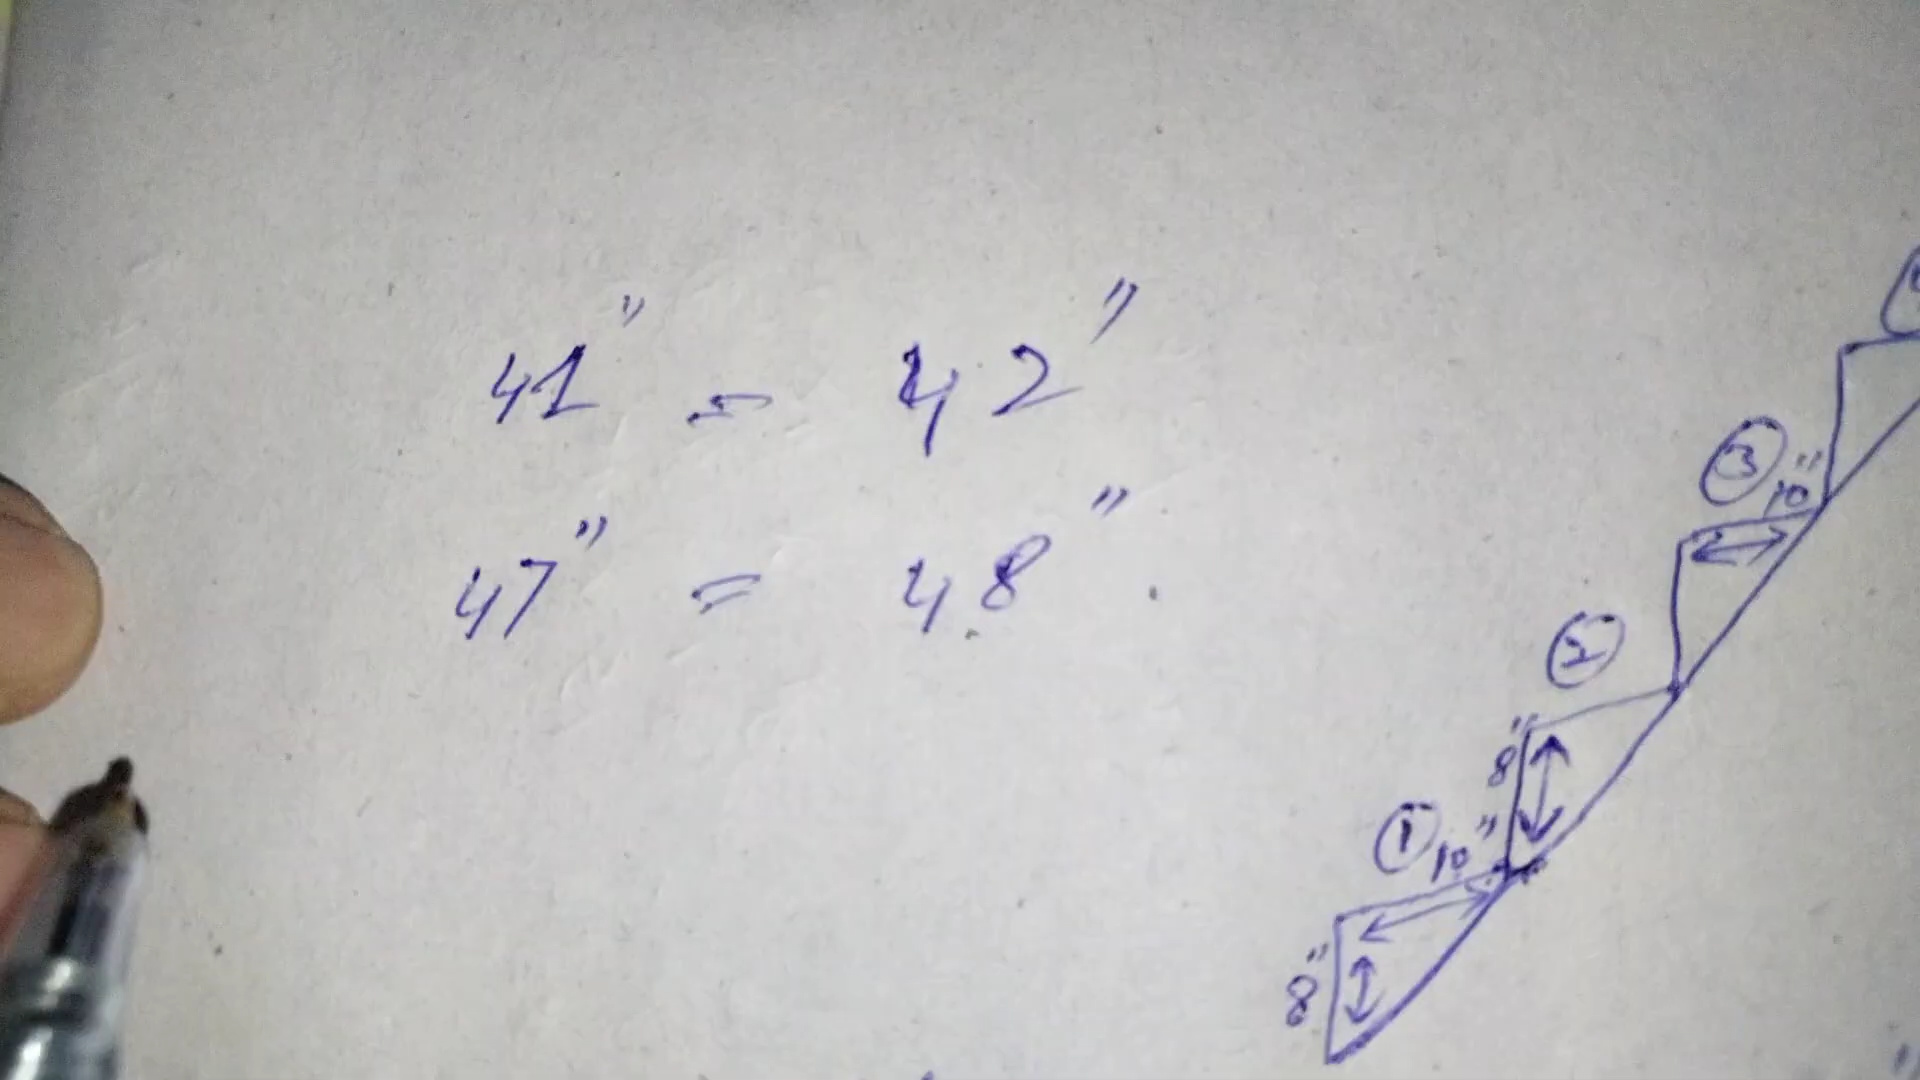 41" = 42"
47" = 48"
③ 10"
②
8"
① 10"
8"